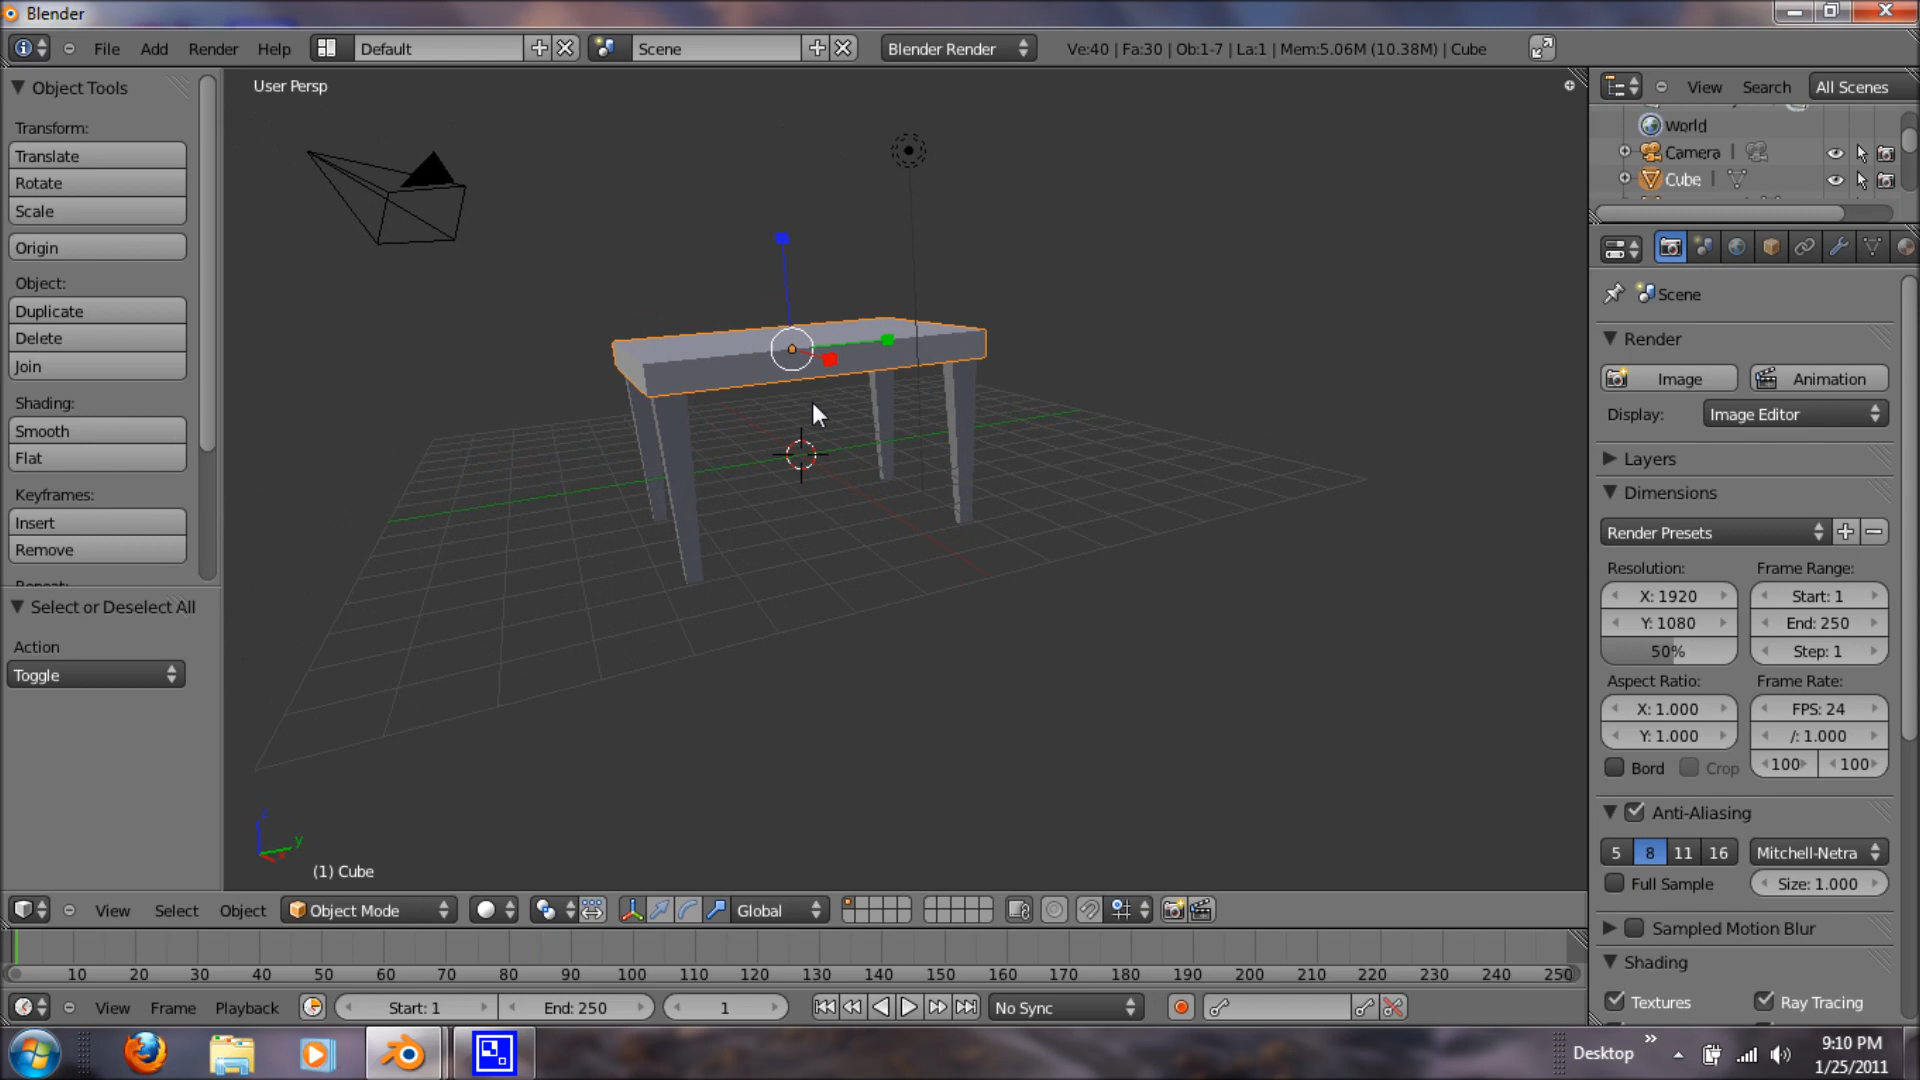 Blender
File Add Render Help Default Scene Blender Render Ve:40 | Fa:30 | Ob:1-7 | La:1 | Mem:5.06M (10.38M) | Cube
Object Tools
Transform:
Translate
Rotate
Scale
Origin
Object:
Duplicate
Delete
Join
Shading:
Smooth
Flat
Keyframes:
Insert
Remove
Select or Deselect All
Action
Toggle
User Persp
z
y
x
(1) Cube
View Search All Scenes
World
Camera
Cube
Scene
Render
Image Animation
Display: Image Editor
Layers
Dimensions
Render Presets
Resolution: Frame Range:
X: 1920 Start: 1
Y: 1080 End: 250
50% Step: 1
Aspect Ratio: Frame Rate:
X: 1.000 FPS: 24
Y: 1.000 /: 1.000
Bord Crop 100 100
Anti-Aliasing
5 8 11 16 Mitchell-Netra
Full Sample Size: 1.000
Sampled Motion Blur
Shading
Textures Ray Tracing
View Select Object Object Mode Global
10 20 30 40 50 60 70 80 90 100 110 120 130 140 150 160 170 180 190 200 210 220 230 240 250
View Frame Playback Start: 1 End: 250 1 No Sync
Desktop
9:10 PM
1/25/2011